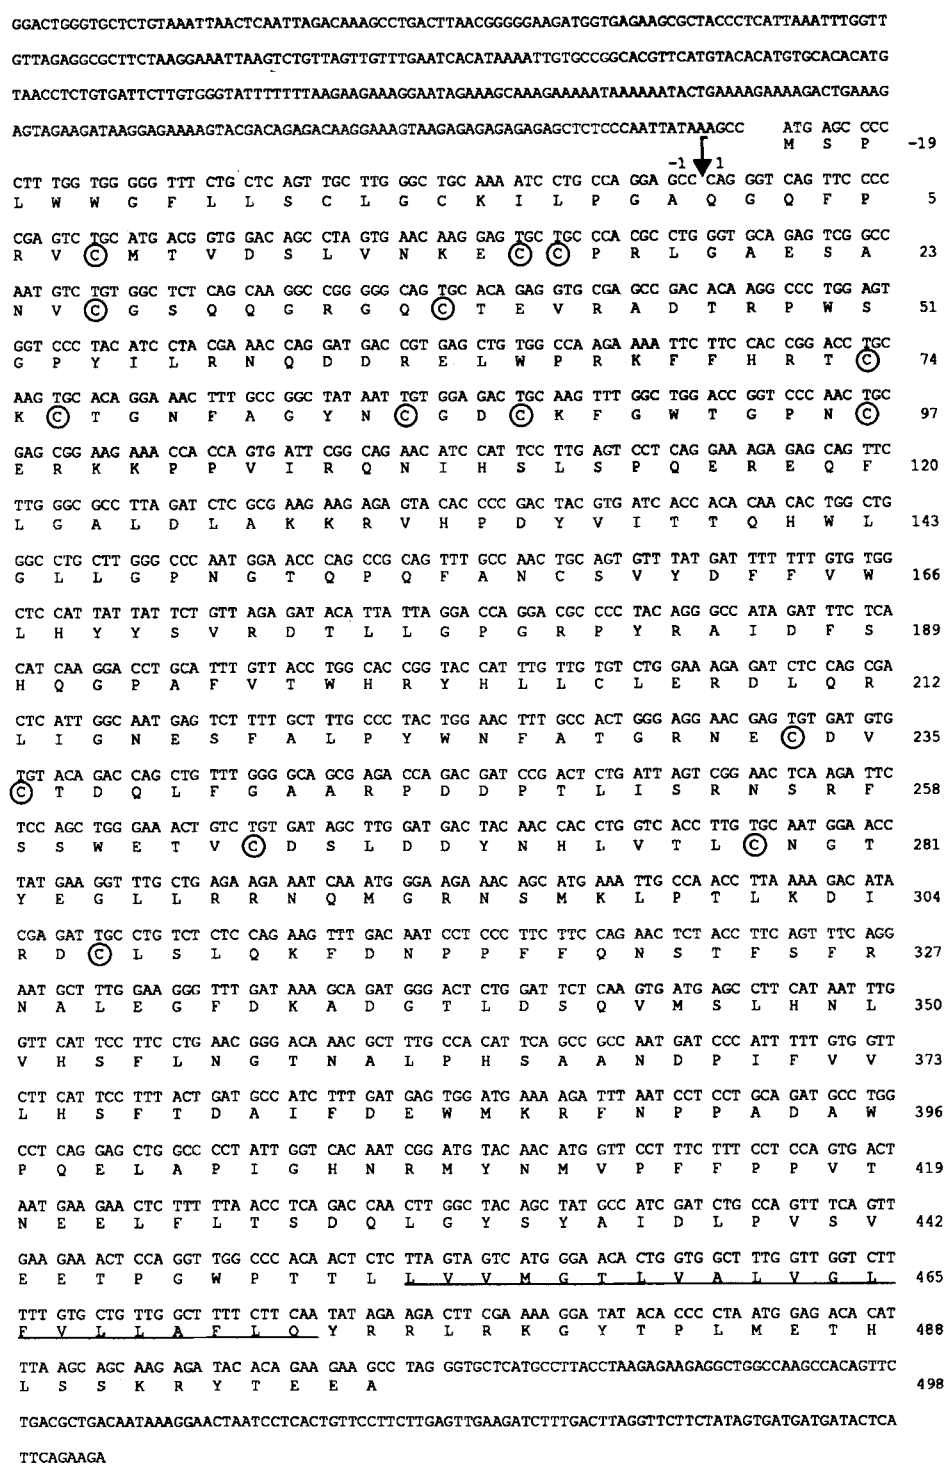 GGACTGGGTGCTCTGTAAATTAACTCAATTAGACAAAGCCTGACTTAACGGGGGAAGATGGTGAGAAGCGCTACCCTCATTAAATTTGGTT
GTTAGAGGCGCTTCTAAGGAAATTAAGTCTGTTAGTTGTTTGAATCACATAAAATTGTGCCGGCACGTTCATGTACACATGTGCACACATG
TAACCTCTGTGATTCTTGTGGGTATTTTTTTAAGAAGAAAGGAATAGAAAGCAAAGAAAAATAAAAAATACTGAAAAGAAAAGACTGAAAG
AGTAGAAGATAAGGAGAAAAGTACGACAGAGACAAGGAAAGTAAGAGAGAGAGAGAGCTCTCCCAATTATAAAGCC ATG AGC CCC
M S P -19
-1 1
CTT TGG TGG GGG TTT CTG CTC AGT TGC TTG GGC TGC AAA ATC CTG CCA GGA GCC CAG GGT CAG TTC CCC
L W W G F L L S C L G C K I L P G A Q G Q F P 5
CGA GTC TGC ATG ACG GTG GAC AGC CTA GTG AAC AAG GAG TGC TGC CCA CGC CTG GGT GCA GAG TCG GCC
R V C M T V D S L V N K E C C P R L G A E S A 23
AAT GTC TGT GGC TCT CAG CAA GGC CGG GGG CAG TGC ACA GAG GTG CGA GCC GAC ACA AGG CCC TGG AGT
N V C G S Q Q G R G Q C T E V R A D T R P W S 51
GGT CCC TAC ATC CTA CGA AAC CAG GAT GAC CGT GAG CTG TGG CCA AGA AAA TTC TTC CAC CGG ACC TGC
G P Y I L R N Q D D R E L W P R K F F H R T C 74
AAG TGC ACA GGA AAC TTT GCC GGC TAT AAT TGT GGA GAC TGC AAG TTT GGC TGG ACC GGT CCC AAC TGC
K C T G N F A G Y N C G D C K F G W T G P N C 97
GAG CGG AAG AAA CCA CCA GTG ATT CGG CAG AAC ATC CAT TCC TTG AGT CCT CAG GAA AGA GAG CAG TTC
E R K K P P V I R Q N I H S L S P Q E R E Q F 120
TTG GGC GCC TTA GAT CTC GCG AAG AAG AGA GTA CAC CCC GAC TAC GTG ATC ACC ACA CAA CAC TGG CTG
L G A L D L A K K R V H P D Y V I T T Q H W L 143
GGC CTG CTT GGG CCC AAT GGA ACC CAG CCG CAG TTT GCC AAC TGC AGT GTT TAT GAT TTT TTT GTG TGG
G L L G P N G T Q P Q F A N C S V Y D F F V W 166
CTC CAT TAT TAT TCT GTT AGA GAT ACA TTA TTA GGA CCA GGA CGC CCC TAC AGG GCC ATA GAT TTC TCA
L H Y Y S V R D T L L G P G R P Y R A I D F S 189
CAT CAA GGA CCT GCA TTT GTT ACC TGG CAC CGG TAC CAT TTG TTG TGT CTG GAA AGA GAT CTC CAG CGA
H Q G P A F V T W H R Y H L L C L E R D L Q R 212
CTC ATT GGC AAT GAG TCT TTT GCT TTG CCC TAC TGG AAC TTT GCC ACT GGG AGG AAC GAG TGT GAT GTG
L I G N E S F A L P Y W N F A T G R N E C D V 235
TGT ACA GAC CAG CTG TTT GGG GCA GCG AGA CCA GAC GAT CCG ACT CTG ATT AGT CGG AAC TCA AGA TTC
C T D Q L F G A A R P D D P T L I S R N S R F 258
TCC AGC TGG GAA ACT GTC TGT GAT AGC TTG GAT GAC TAC AAC CAC CTG GTC ACC TTG TGC AAT GGA ACC
S S W E T V C D S L D D Y N H L V T L C N G T 281
TAT GAA GGT TTG CTG AGA AGA AAT CAA ATG GGA AGA AAC AGC ATG AAA TTG CCA ACC TTA AAA GAC ATA
Y E G L L R R N Q M G R N S M K L P T L K D I 304
CGA GAT TGC CTG TCT CTC CAG AAG TTT GAC AAT CCT CCC TTC TTC CAG AAC TCT ACC TTC AGT TTC AGG
R D C L S L Q K F D N P P F F Q N S T F S F R 327
AAT GCT TTG GAA GGG TTT GAT AAA GCA GAT GGG ACT CTG GAT TCT CAA GTG ATG AGC CTT CAT AAT TTG
N A L E G F D K A D G T L D S Q V M S L H N L 350
GTT CAT TCC TTC CTG AAC GGG ACA AAC GCT TTG CCA CAT TCA GCC GCC AAT GAT CCC ATT TTT GTG GTT
V H S F L N G T N A L P H S A A N D P I F V V 373
CTT CAT TCC TTT ACT GAT GCC ATC TTT GAT GAG TGG ATG AAA AGA TTT AAT CCT CCT GCA GAT GCC TGG
L H S F T D A I F D E W M K R F N P P A D A W 396
CCT CAG GAG CTG GCC CCT ATT GGT CAC AAT CGG ATG TAC AAC ATG GTT CCT TTC TTT CCT CCA GTG ACT
P Q E L A P I G H N R M Y N M V P F F P P V T 419
AAT GAA GAA CTC TTT TTA ACC TCA GAC CAA CTT GGC TAC AGC TAT GCC ATC GAT CTG CCA GTT TCA GTT
N E E L F L T S D Q L G Y S Y A I D L P V S V 442
GAA GAA ACT CCA GGT TGG CCC ACA ACT CTC TTA GTA GTC ATG GGA ACA CTG GTG GCT TTG GTT GGT CTT
E E T P G W P T T L L V V M G T L V A L V G L 465
TTT GTG CTG TTG GCT TTT CTT CAA TAT AGA AGA CTT CGA AAA GGA TAT ACA CCC CTA ATG GAG ACA CAT
F V L L A F L Q Y R R L R K G Y T P L M E T H 488
TTA AGC AGC AAG AGA TAC ACA GAA GAA GCC TAG GGTGCTCATGCCTTACCTAAGAGAAGAGGCTGGCCAAGCCACAGTTC
L S S K R Y T E E A 498
TGACGCTGACAATAAAGGAACTAATCCTCACTGTTCCTTCTTGAGTTGAAGATCTTTGACTTAGGTTCTTCTATAGTGATGATGATACTCA
TTCAGAAGA